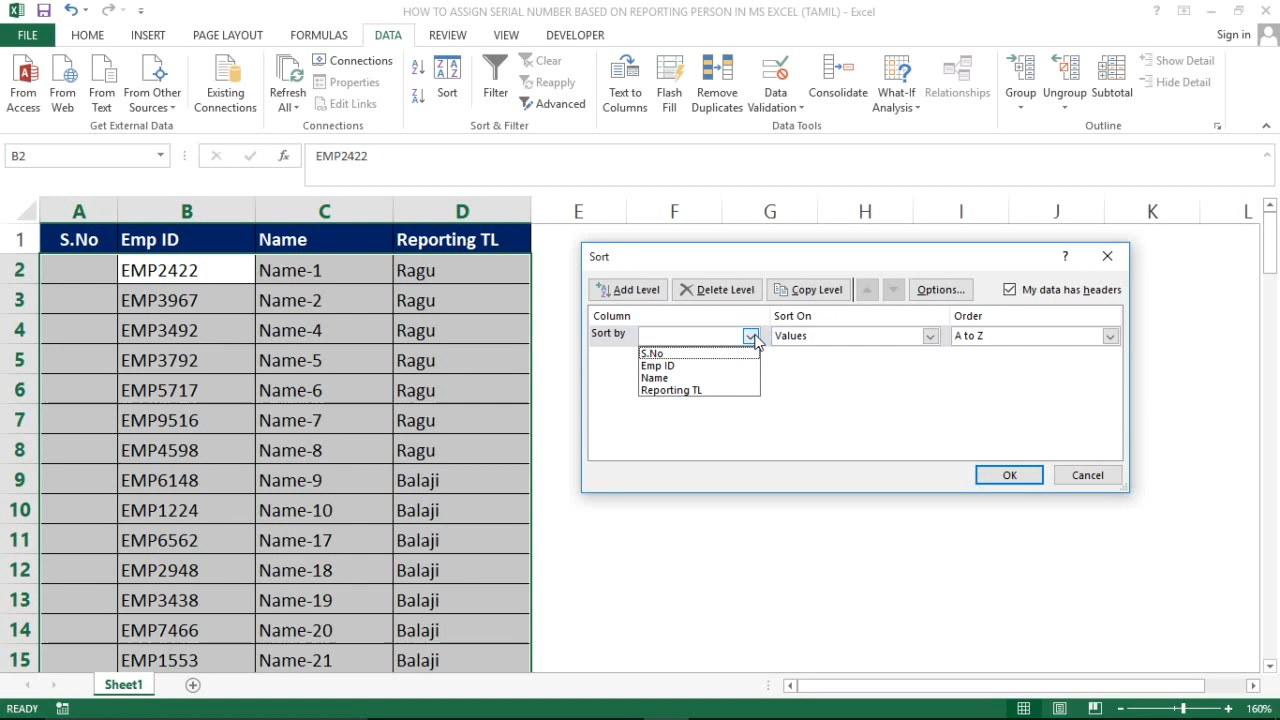 HOW TO ASSIGN SERIAL NUMBER BASED ON REPORTING PERSON IN MS EXCEL (TAMIL) - Excel
FILE HOME INSERT PAGE LAYOUT FORMULAS DATA REVIEW VIEW DEVELOPER Sign in
From Access
From Web
From Text
From Other Sources
Existing Connections
Get External Data
Refresh All
Connections
Properties
Edit Links
Connections
Sort
Filter
Clear
Reapply
Advanced
Sort & Filter
Text to Columns
Flash Fill
Remove Duplicates
Data Validation
Consolidate
What-If Analysis
Relationships
Data Tools
Group
Ungroup
Subtotal
Show Detail
Hide Detail
Outline
B2 fx EMP2422
A B C D E F G H I J K L
1 S.No Emp ID Name Reporting TL
2 EMP2422 Name-1 Ragu
3 EMP3967 Name-2 Ragu
4 EMP3492 Name-4 Ragu
5 EMP3792 Name-5 Ragu
6 EMP5717 Name-6 Ragu
7 EMP9516 Name-7 Ragu
8 EMP4598 Name-8 Ragu
9 EMP6148 Name-9 Balaji
10 EMP1224 Name-10 Balaji
11 EMP6562 Name-17 Balaji
12 EMP2948 Name-18 Balaji
13 EMP3438 Name-19 Balaji
14 EMP7466 Name-20 Balaji
15 EMP1553 Name-21 Balaji
Sort ?
Add Level Delete Level Copy Level Options... My data has headers
Column Sort On Order
Sort by Values A to Z
S.No
Emp ID
Name
Reporting TL
OK Cancel
Sheet1
READY 160%